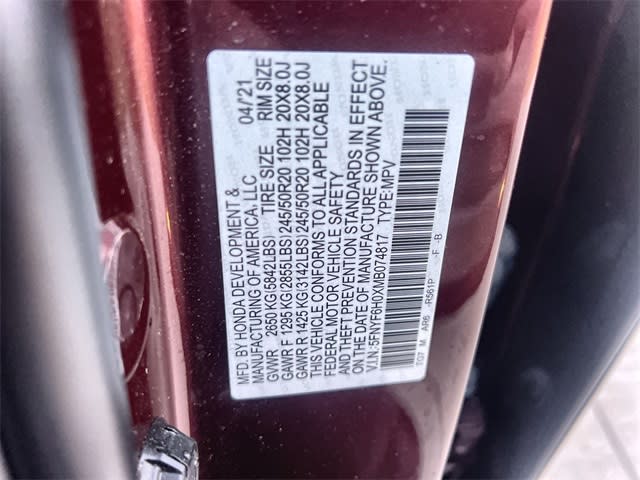 MFD. BY HONDA DEVELOPMENT & 04/21
MANUFACTURING OF AMERICA, LLC
GVWR 2650 KG(5842LBS) TIRE SIZE RIM SIZE
GAWR F 1295 KG(2855LBS)245/50R20 102H 20X8.0J
GAWR R 1425 KG(3142LBS)245/50R20 102H 20X8.0J
THIS VEHICLE CONFORMS TO ALL APPLICABLE
FEDERAL MOTOR VEHICLE SAFETY
AND THEFT PREVENTION STANDARDS IN EFFECT
ON THE DATE OF MANUFACTURE SHOWN ABOVE.
V.I.N.:5FNYF6H0XMB074817 TYPE:MPV
TG7 M AR6 -R561P -F -B